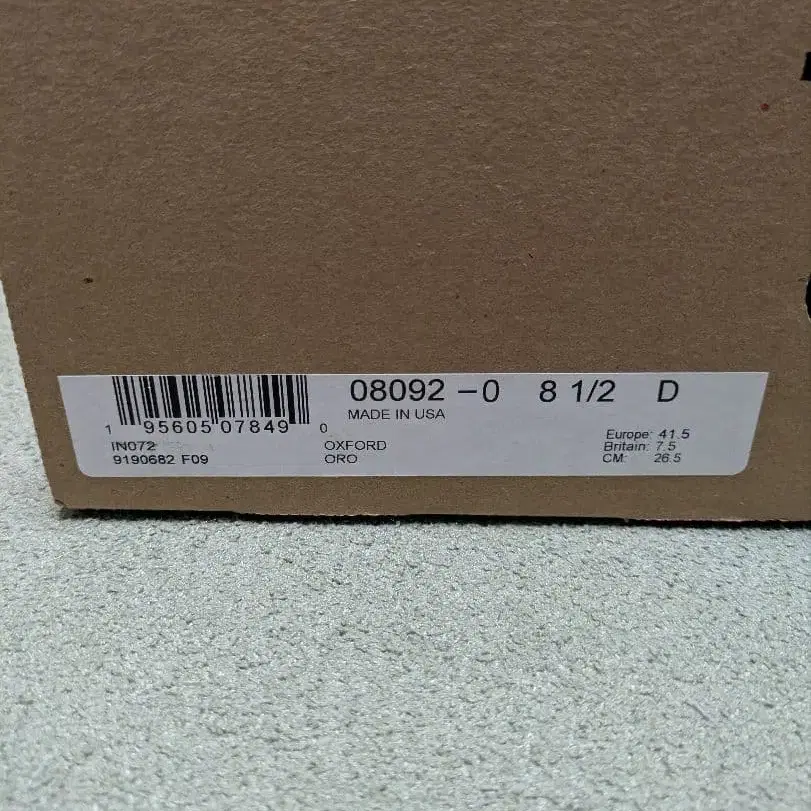 08092 -0 8 1/2 D
MADE IN USA
1 95605 07849 0
IN072
9190682 F09
OXFORD
ORO
Europe: 41.5
Britain: 7.5
CM: 26.5